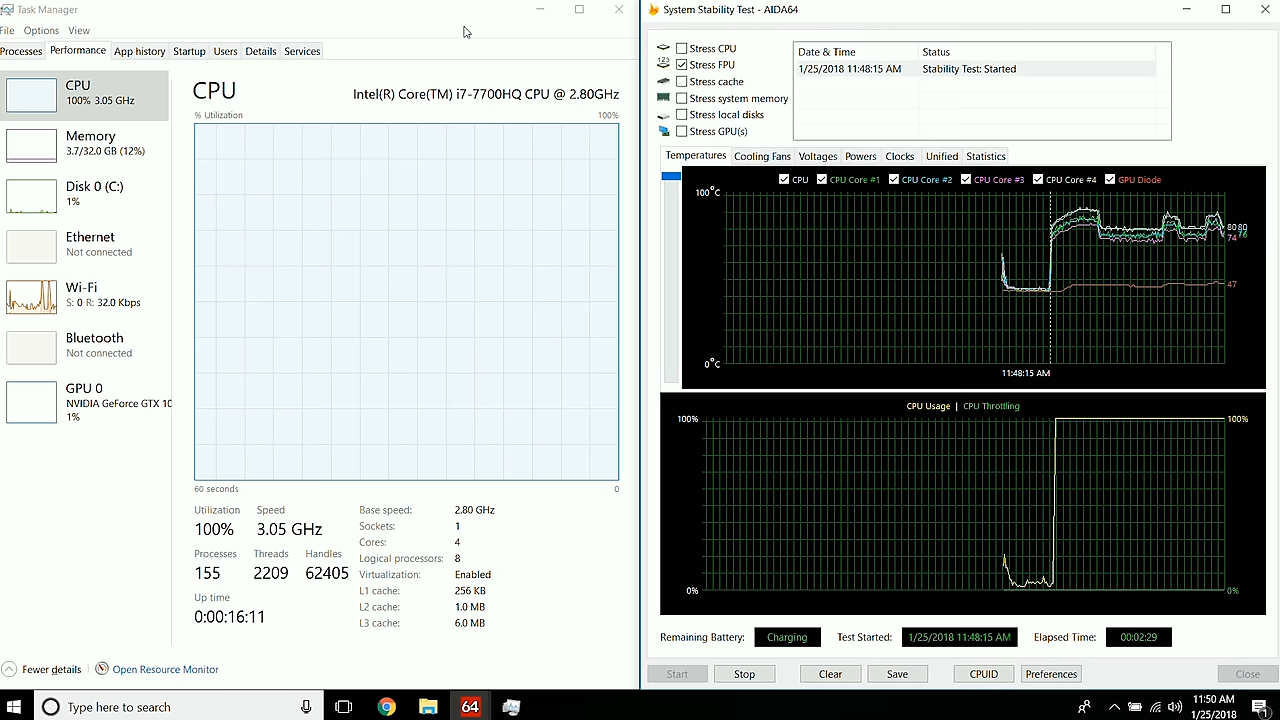 Task Manager
File Options View
Processes Performance App history Startup Users Details Services
CPU
100% 3.05 GHz
Memory
3.7/32.0 GB (12%)
Disk 0 (C:)
1%
Ethernet
Not connected
Wi-Fi
S: 0 R: 32.0 Kbps
Bluetooth
Not connected
GPU 0
NVIDIA GeForce GTX 10
1%
CPU
Intel(R) Core(TM) i7-7700HQ CPU @ 2.80GHz
% Utilization 100%
60 seconds 0
Utilization Speed
100% 3.05 GHz
Processes Threads Handles
155 2209 62405
Up time
0:00:16:11
Base speed: 2.80 GHz
Sockets: 1
Cores: 4
Logical processors: 8
Virtualization: Enabled
L1 cache: 256 KB
L2 cache: 1.0 MB
L3 cache: 6.0 MB
Fewer details Open Resource Monitor
System Stability Test - AIDA64
Stress CPU
123 Stress FPU
Stress cache
Stress system memory
Stress local disks
Stress GPU(s)
Date & Time Status
1/25/2018 11:48:15 AM Stability Test: Started
Temperatures Cooling Fans Voltages Powers Clocks Unified Statistics
CPU CPU Core #1 CPU Core #2 CPU Core #3 CPU Core #4 GPU Diode
100°C
80 80
74 76
47
0°C
11:48:15 AM
CPU Usage | CPU Throttling
100% 100%
0% 0%
Remaining Battery: Charging Test Started: 1/25/2018 11:48:15 AM Elapsed Time: 00:02:29
Start Stop Clear Save CPUID Preferences Close
Type here to search
64
11:50 AM
1/25/2018
1